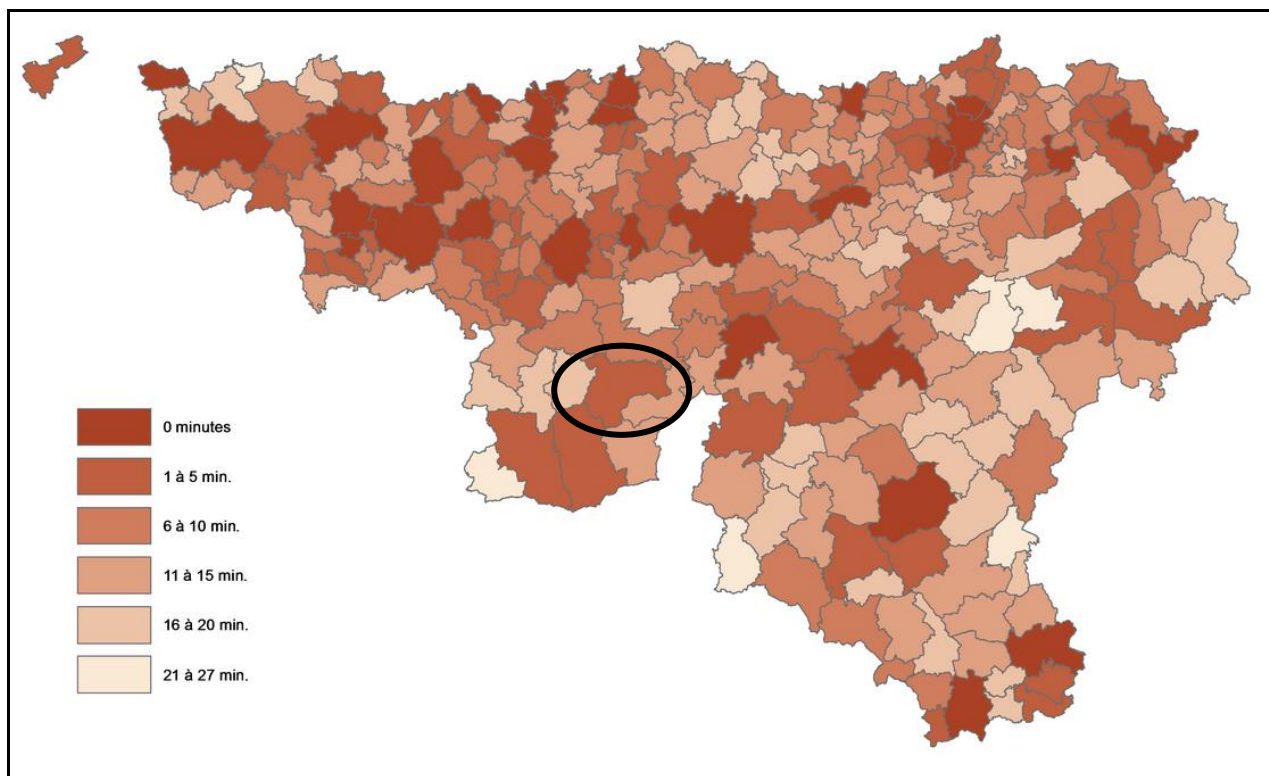 0 minutes
1 à 5 min.
6 à 10 min.
11 à 15 min.
16 à 20 min.
21 à 27 min.